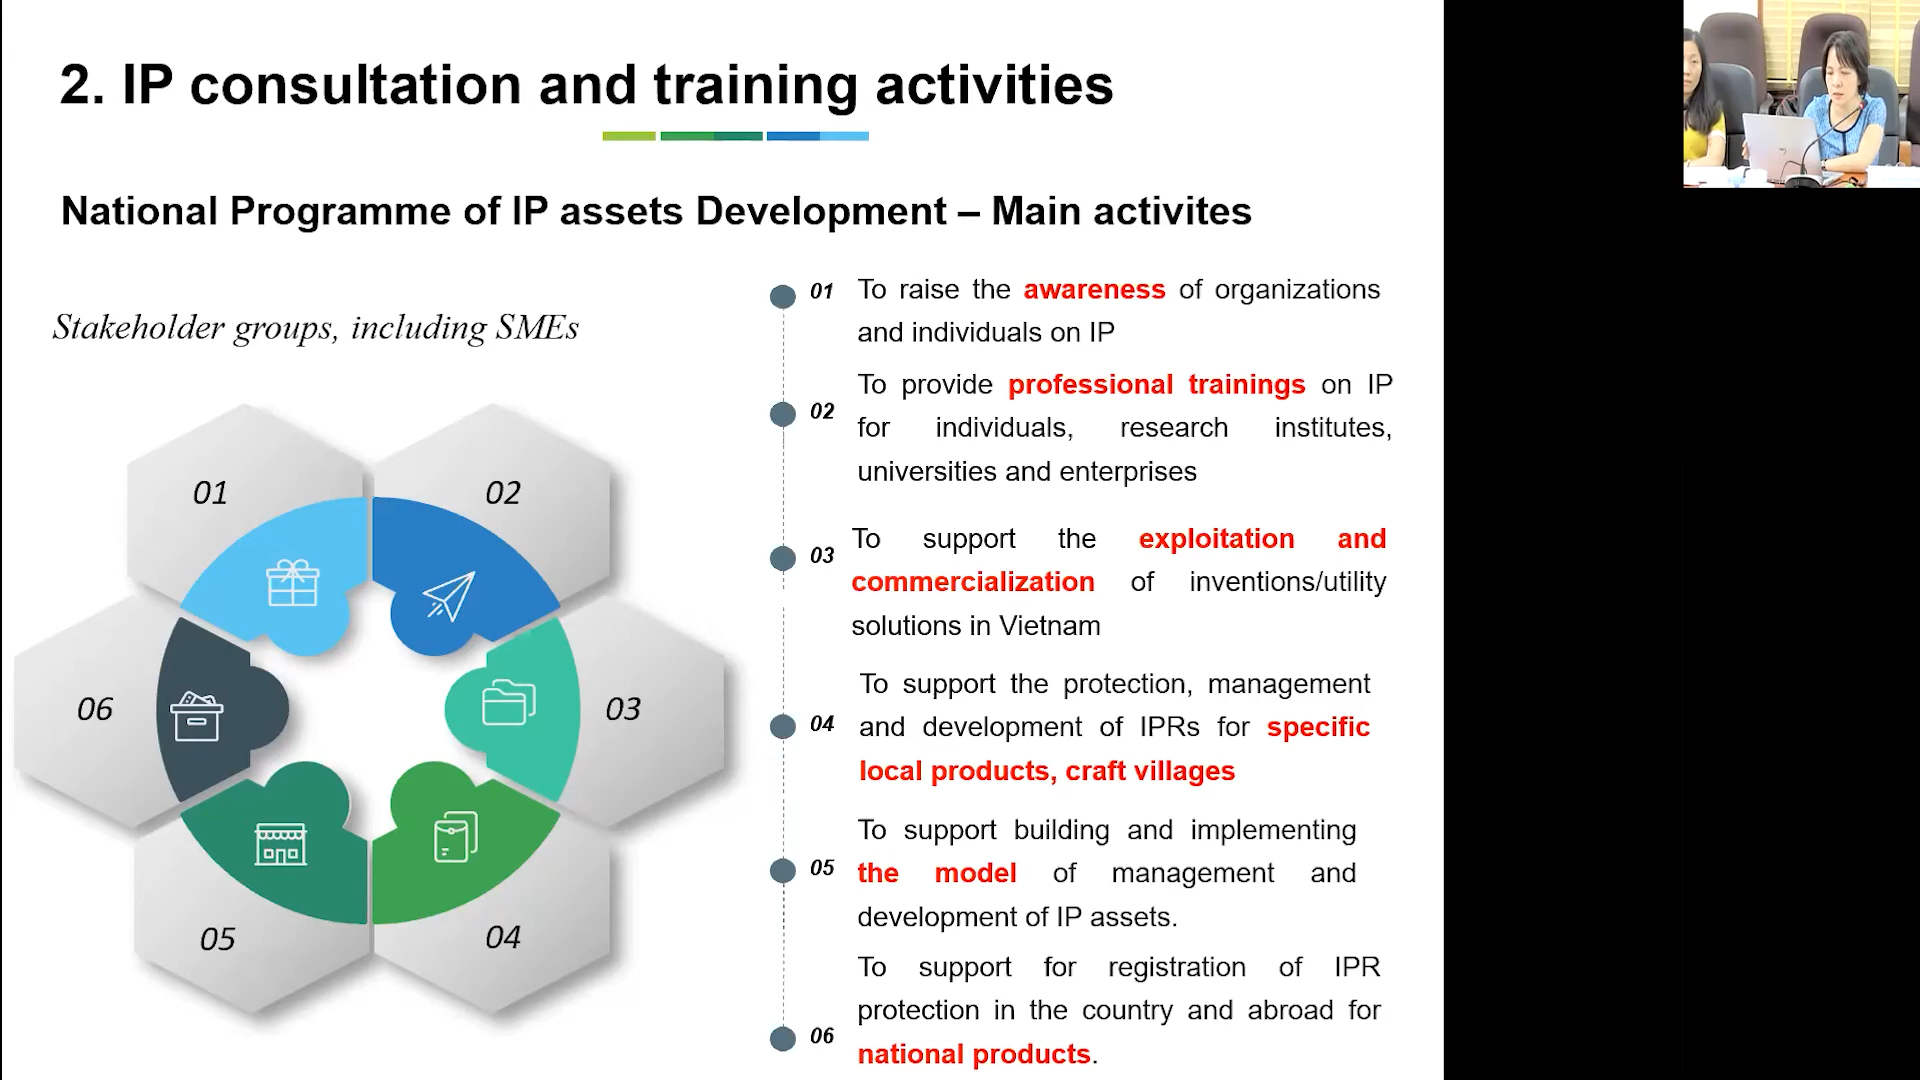 2. IP consultation and training activities
National Programme of IP assets Development – Main activites
Stakeholder groups, including SMEs
01
02
03
04
05
06
01
To raise the awareness of organizations
and individuals on IP
02
To provide professional trainings on IP
for individuals, research institutes,
universities and enterprises
03
To support the exploitation and
commercialization of inventions/utility
solutions in Vietnam
04
To support the protection, management
and development of IPRs for specific
local products, craft villages
05
To support building and implementing
the model of management and
development of IP assets.
06
To support for registration of IPR
protection in the country and abroad for
national products.